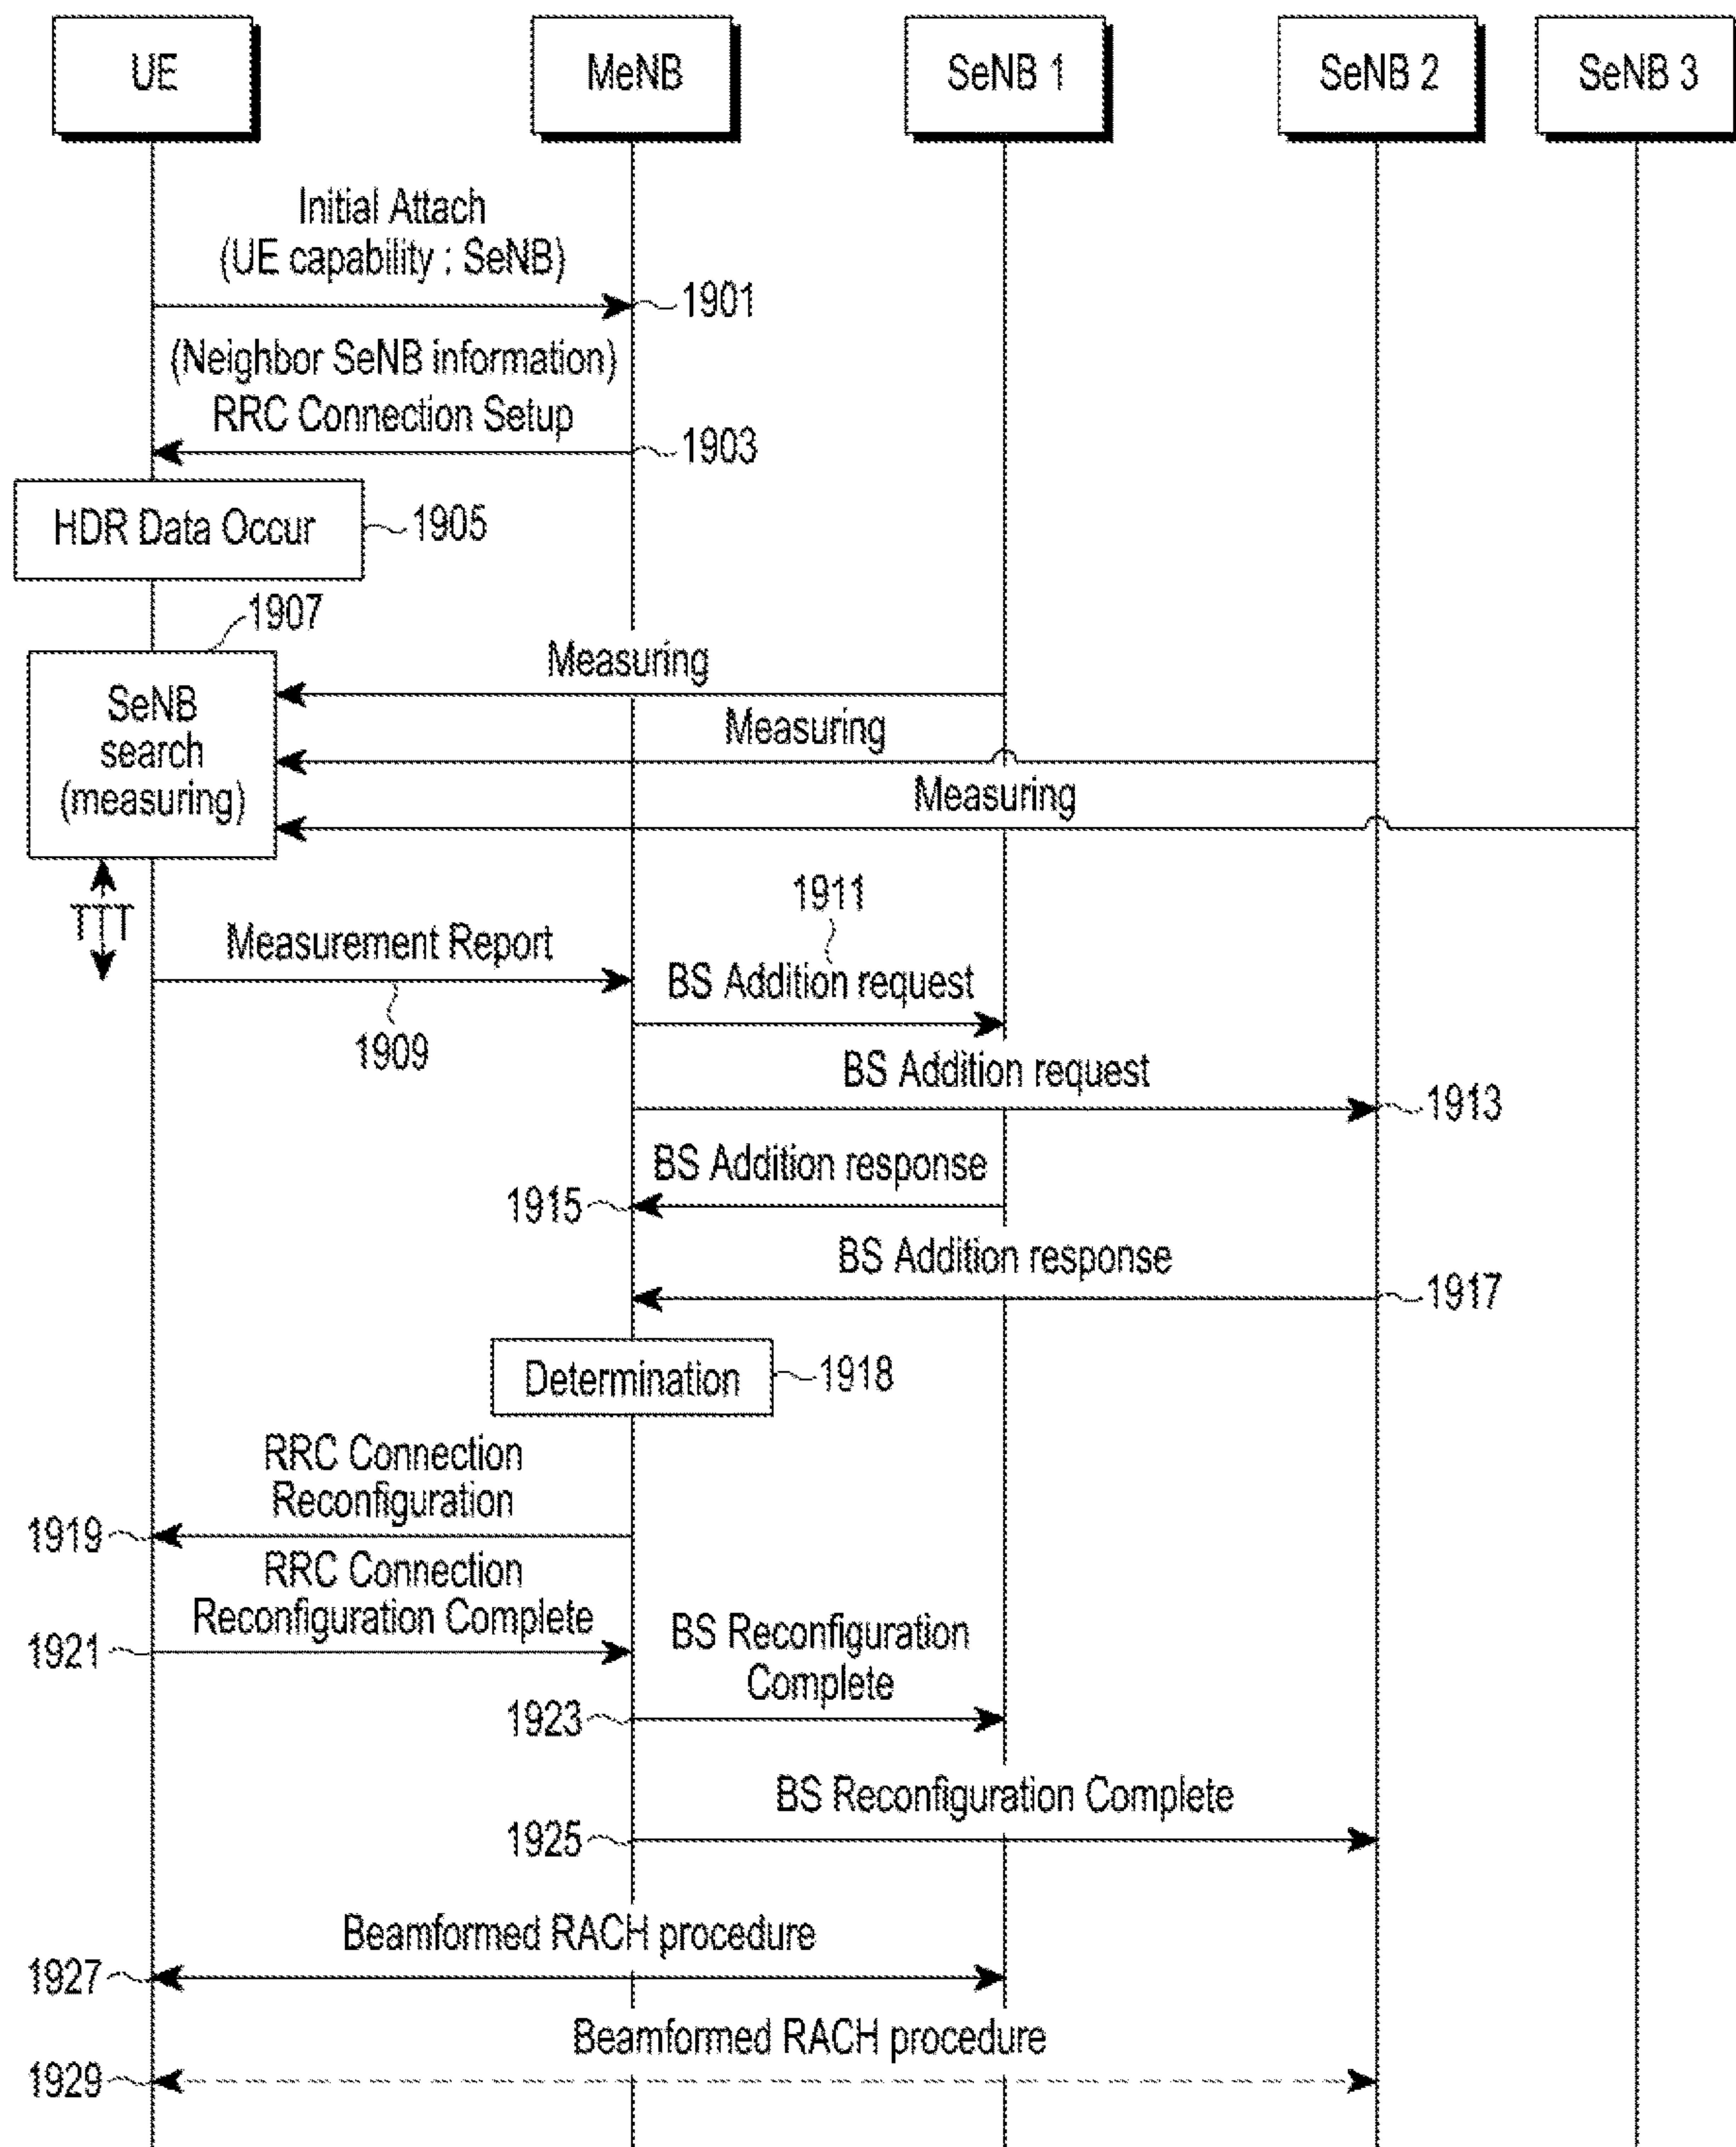 UE
MeNB
SeNB 1
SeNB 2
SeNB 3
Initial Attach
(UE capability : SeNB)
1901
(Neighbor SeNB information)
RRC Connection Setup
1903
HDR Data Occur
1905
1907
SeNB
search
(measuring)
Measuring
Measuring
Measuring
TTT
Measurement Report
1909
1911
BS Addition request
BS Addition request
1913
BS Addition response
1915
BS Addition response
1917
Determination
1918
RRC Connection
Reconfiguration
1919
RRC Connection
Reconfiguration Complete
1921
BS Reconfiguration
Complete
1923
BS Reconfiguration Complete
1925
Beamformed RACH procedure
1927
Beamformed RACH procedure
1929